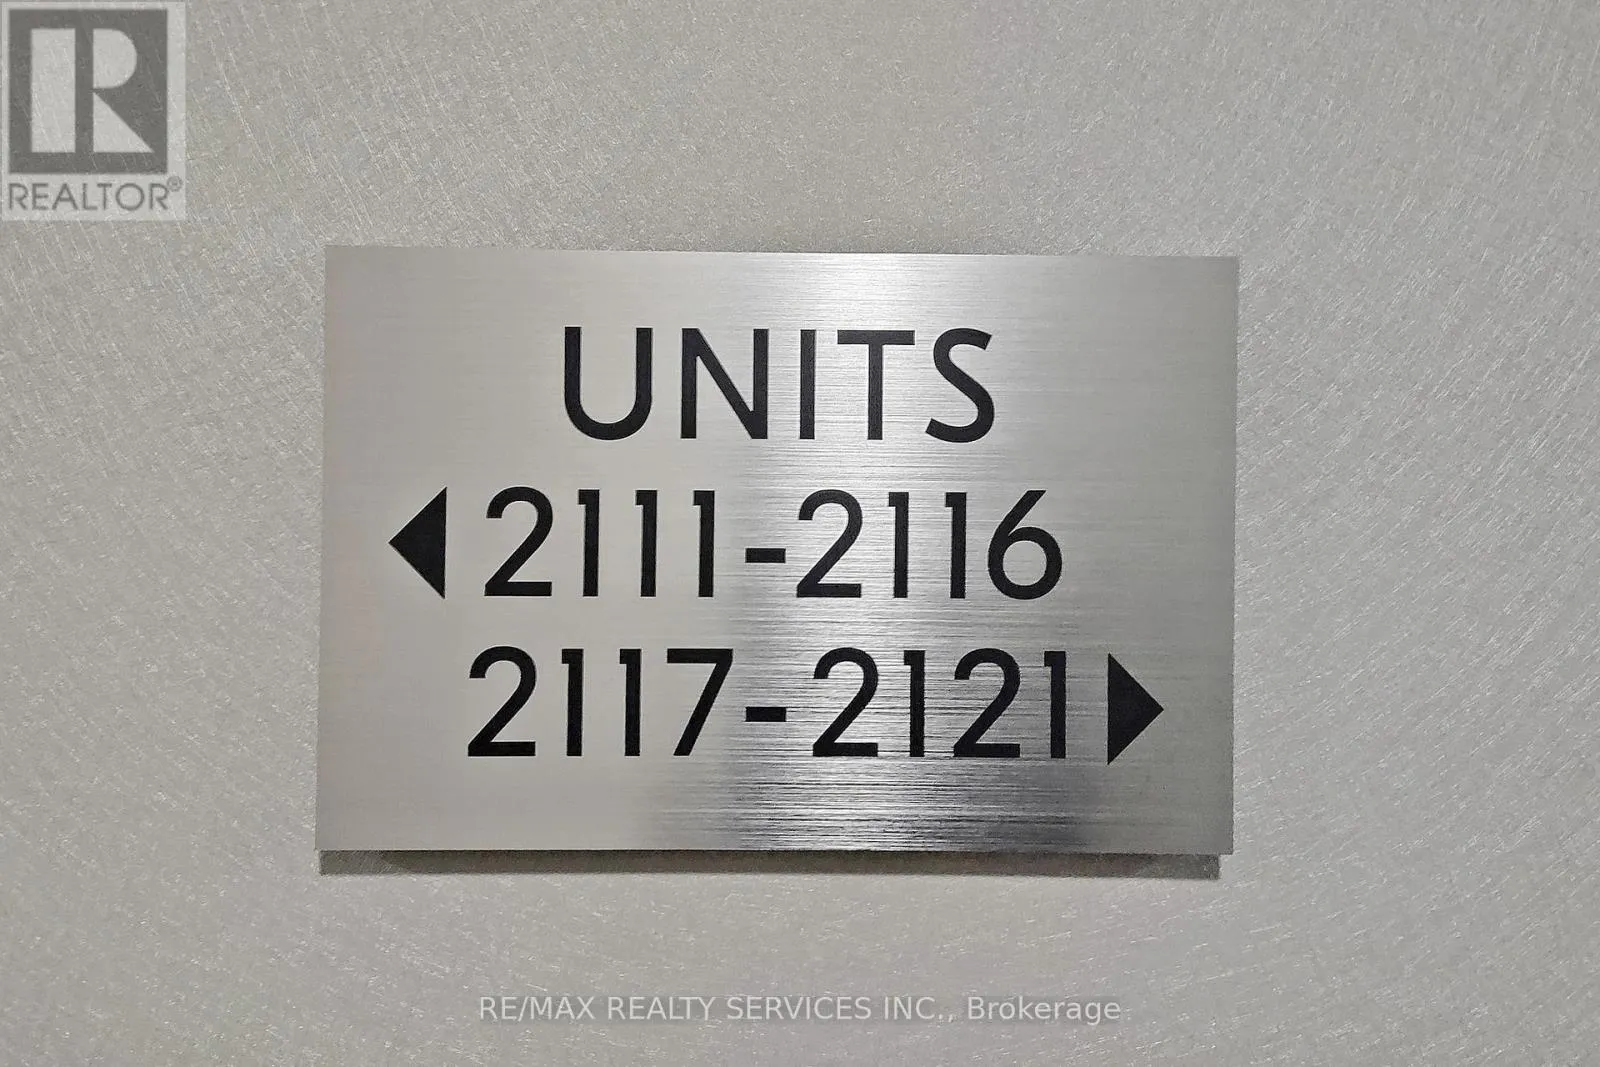 REALTOR®
UNITS
2111-2116
2117-2121
RE/MAX REALTY SERVICES INC., Brokerage